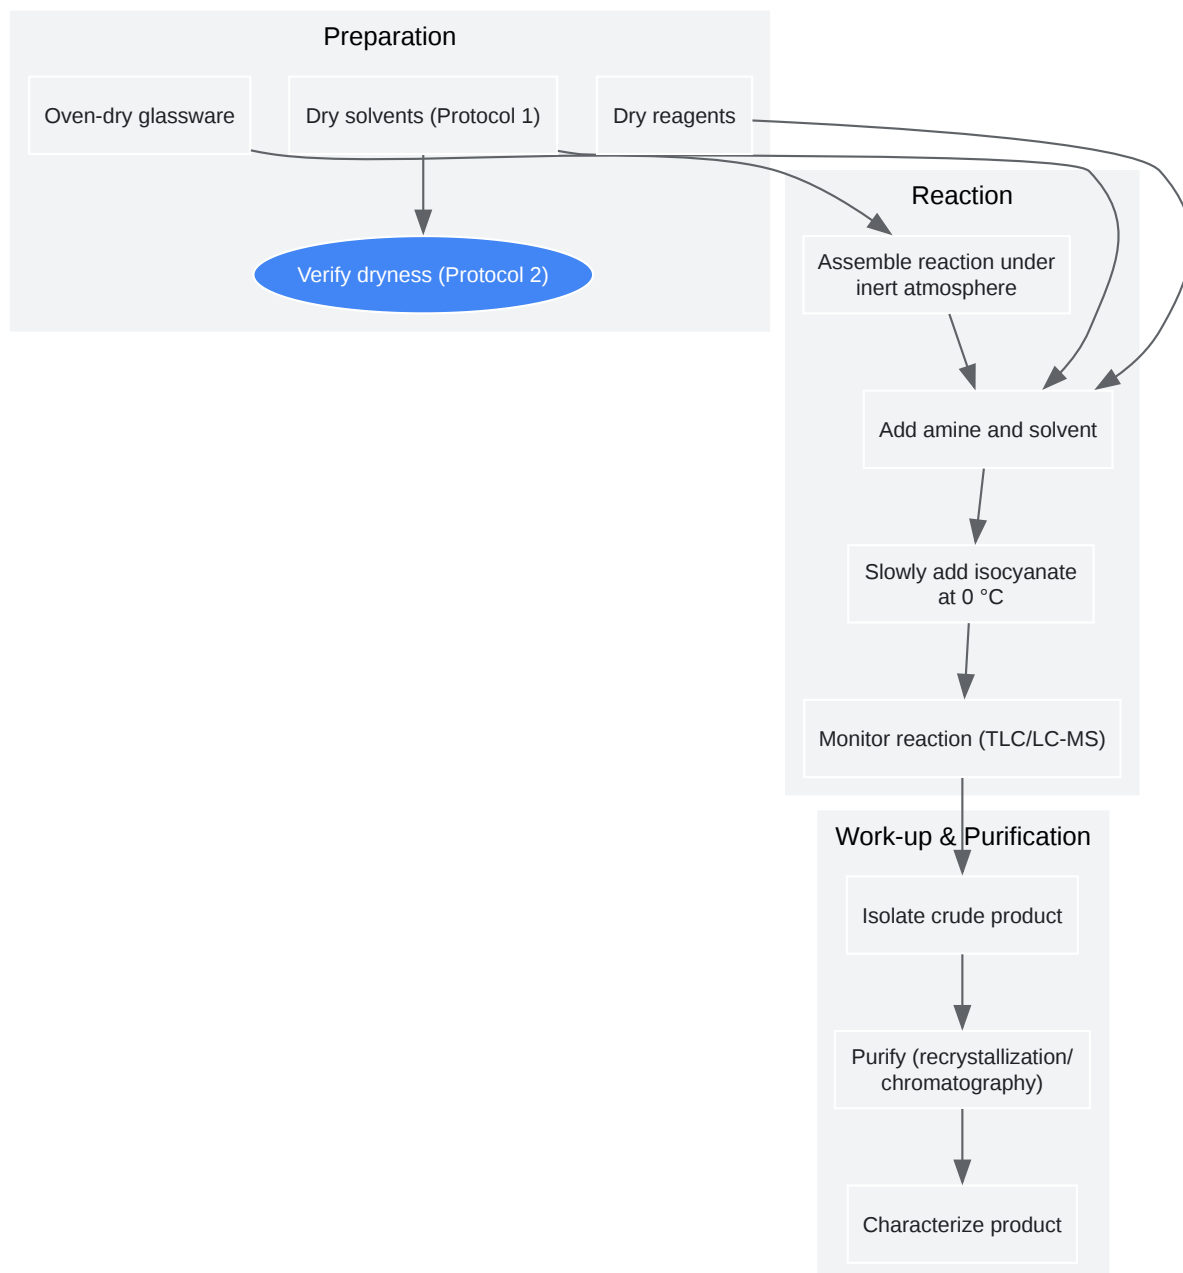 Preparation
Oven-dry glassware
Dry solvents (Protocol 1)
Dry reagents
Verify dryness (Protocol 2)
Reaction
Assemble reaction under
inert atmosphere
Add amine and solvent
Slowly add isocyanate
at 0 °C
Monitor reaction (TLC/LC-MS)
Work-up & Purification
Isolate crude product
Purify (recrystallization/
chromatography)
Characterize product